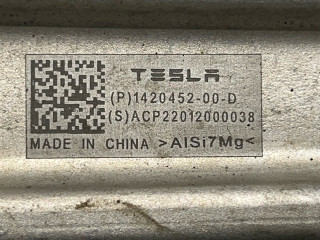 TESLA
(P)1420452-00-D
(S)ACP22012000038
MADE IN CHINA >AlSi7Mg<